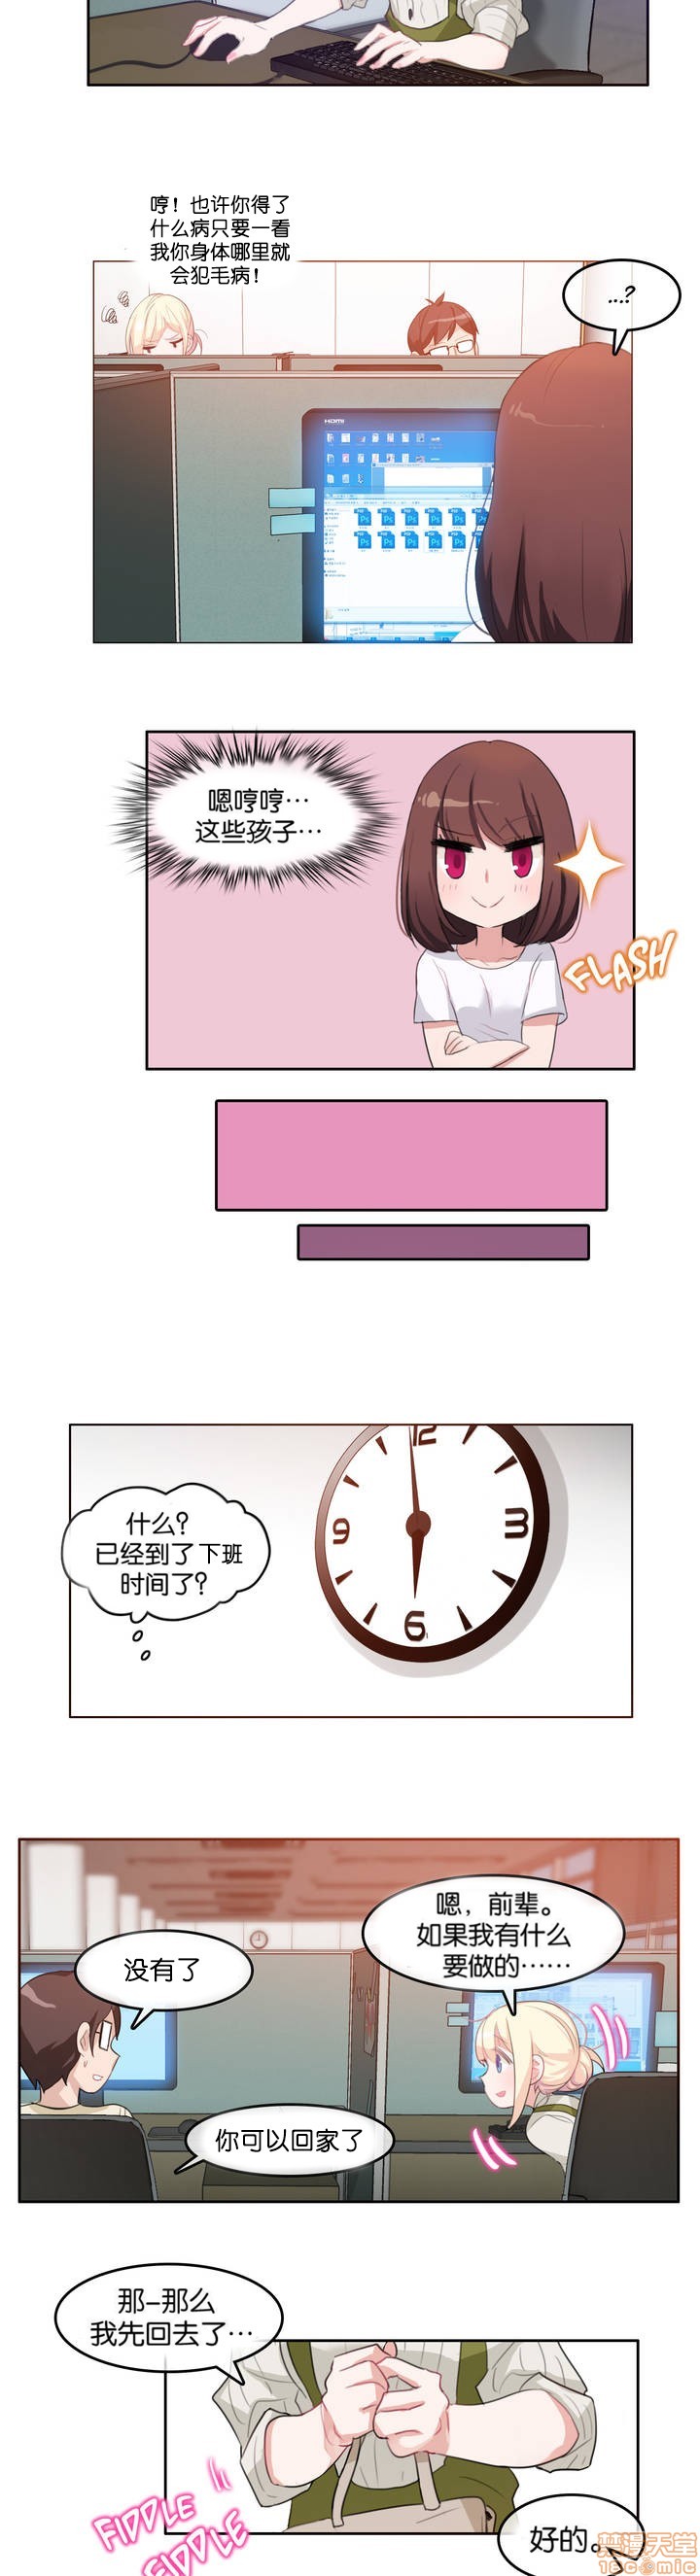 哼！也许你得了
什么病只要一看
我你身体哪里就
会犯毛病！
...?
HDMI
嗯哼哼…
这些孩子…
FLASH
什么？
已经到了下班
时间了？
12
9
3
6
嗯，前辈。
如果我有什么
要做的……
没有了
你可以回家了
那-那么
我先回去了…
FIDDLE
FIDDLE
好的。